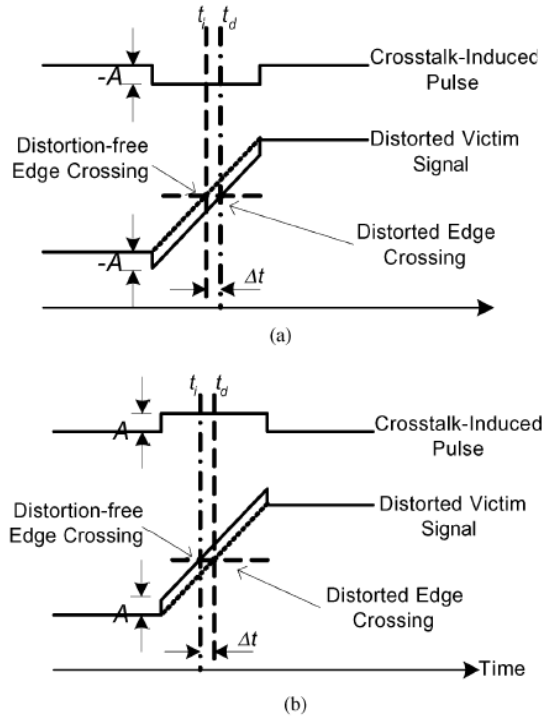 t_i t_d
Crosstalk-Induced
Pulse
-A
Distortion-free
Edge Crossing
Distorted Victim
Signal
Distorted Edge
Crossing
-A
Δt
(a)
t_i t_d
Crosstalk-Induced
Pulse
A
Distortion-free
Edge Crossing
Distorted Victim
Signal
Distorted Edge
Crossing
A
Δt
Time
(b)